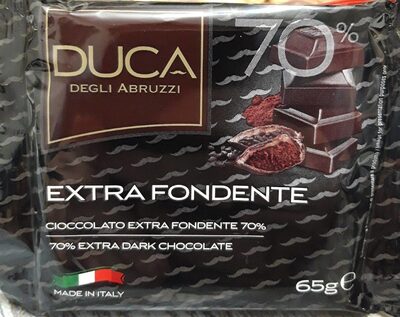 70%
DUCA
DEGLI ABRUZZI
EXTRA FONDENTE
CIOCCOLATO EXTRA FONDENTE 70%
70% EXTRA DARK CHOCOLATE
MADE IN ITALY
65g℮